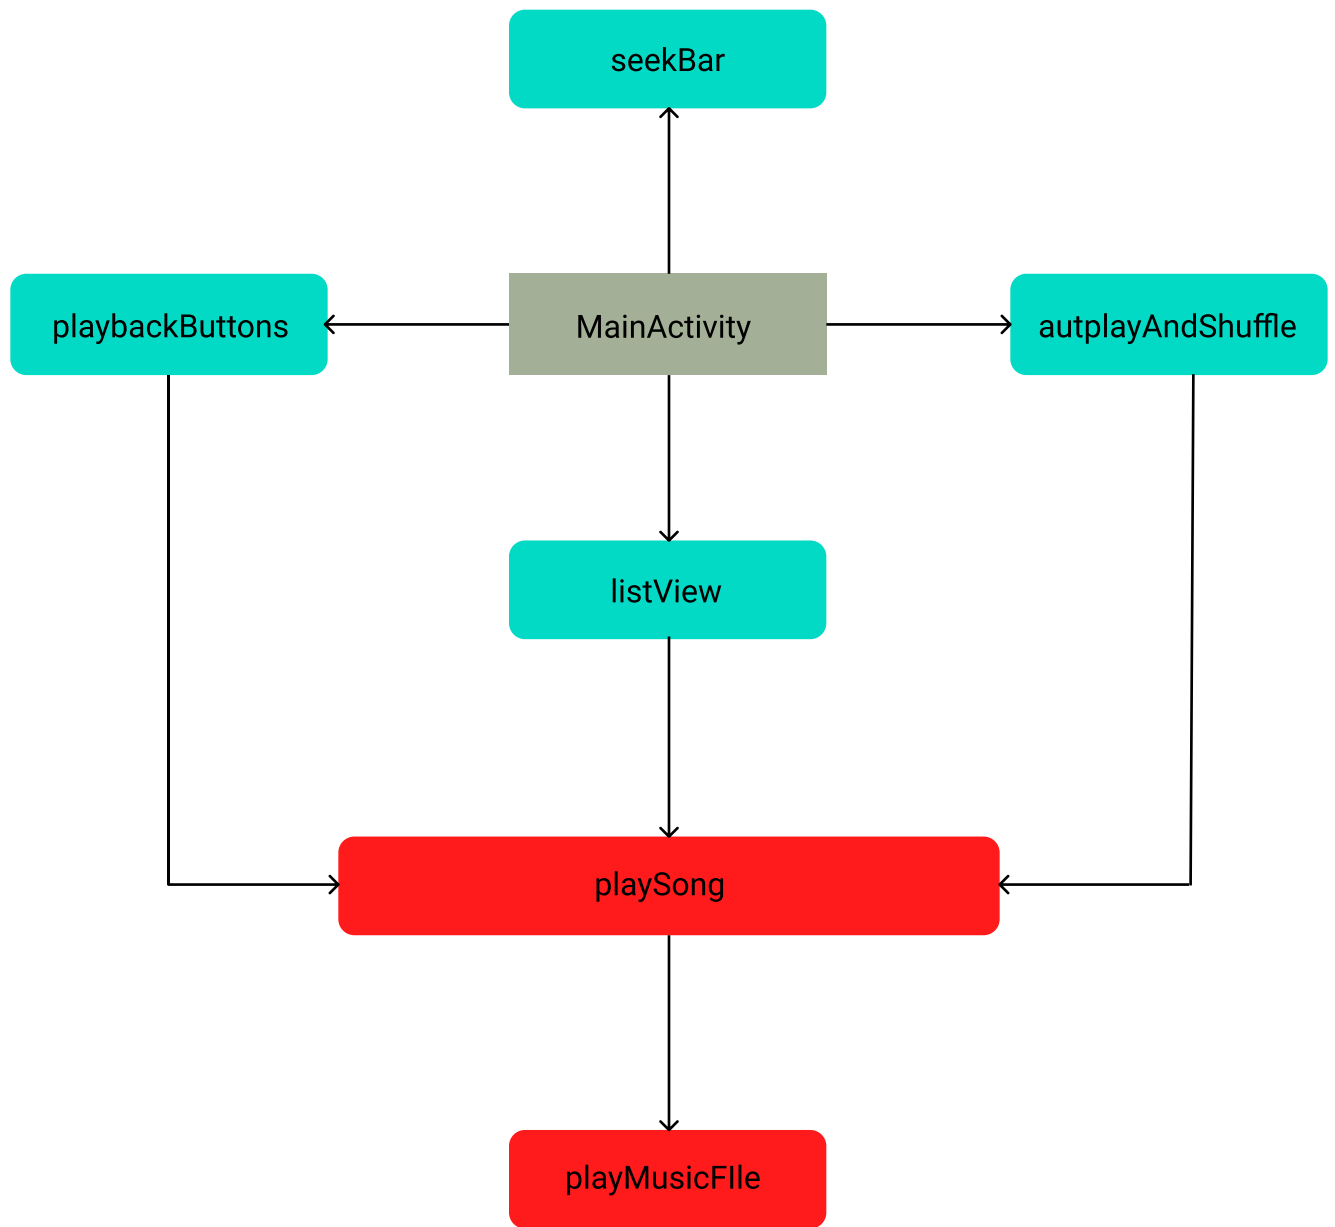 seekBar
playbackButtons
MainActivity
autplayAndShuffle
listView
playSong
playMusicFIle